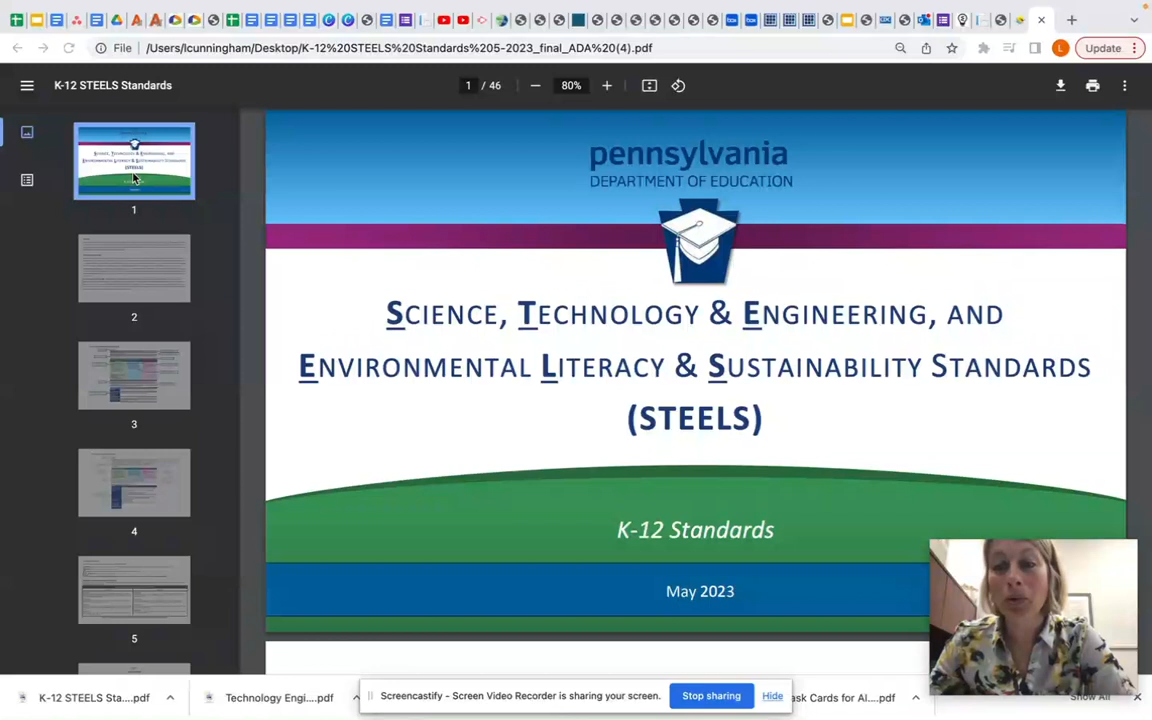 File
/Users/lcunningham/Desktop/K-12%20STEELS%20Standards%205-2023_final_ADA%20(4).pdf
L
Update
K-12 STEELS Standards
1 / 46
80%
1
2
3
4
5
pennsylvania
DEPARTMENT OF EDUCATION
SCIENCE, TECHNOLOGY & ENGINEERING, AND
ENVIRONMENTAL LITERACY & SUSTAINABILITY STANDARDS
(STEELS)
K-12 Standards
May 2023
K-12 STEELS Sta....pdf
Technology Engi....pdf
Screencastify - Screen Video Recorder is sharing your screen.
Stop sharing
Hide
ask Cards for Al....pdf
Show All